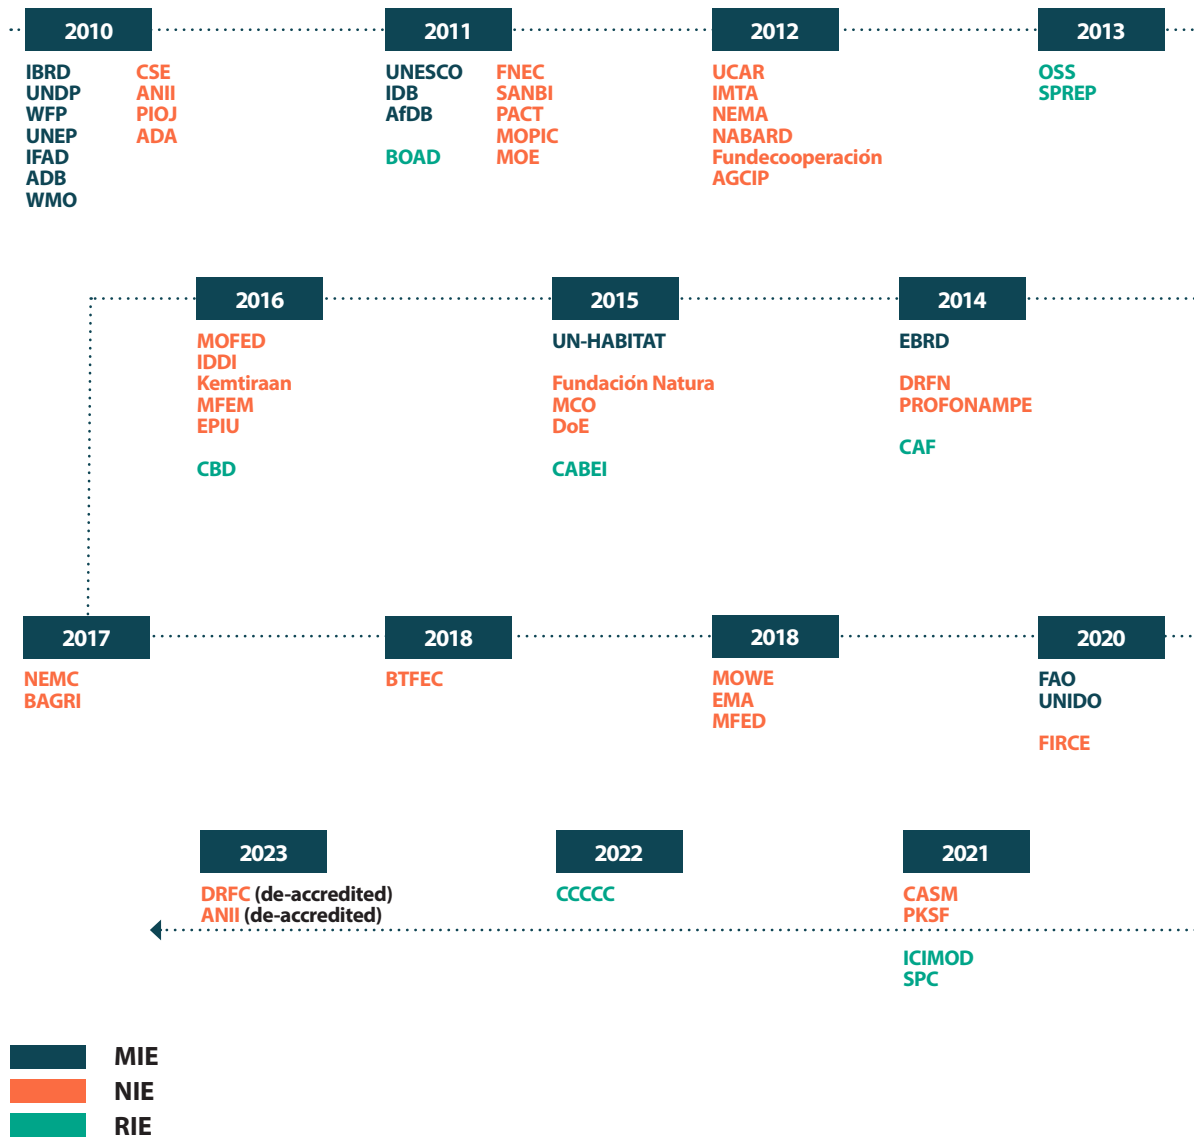 2010
IBRD
UNDP
WFP
UNEP
IFAD
ADB
WMO
CSE
ANII
PIOJ
ADA
2011
UNESCO
IDB
AfDB
BOAD
FNEC
SANBI
PACT
MOPIC
MOE
2012
UCAR
IMTA
NEMA
NABARD
Fundecooperación
AGCIP
2013
OSS
SPREP
2016
MOFED
IDDI
Kemtiraan
MFEM
EPIU
CBD
2015
UN-HABITAT
Fundación Natura
MCO
DoE
CABEI
2014
EBRD
DRFN
PROFONAMPE
CAF
2017
NEMC
BAGRI
2018
BTFEC
2018
MOWE
EMA
MFED
2020
FAO
UNIDO
FIRCE
2023
DRFC (de-accredited)
ANII (de-accredited)
2022
CCCCC
2021
CASM
PKSF
ICIMOD
SPC
MIE
NIE
RIE